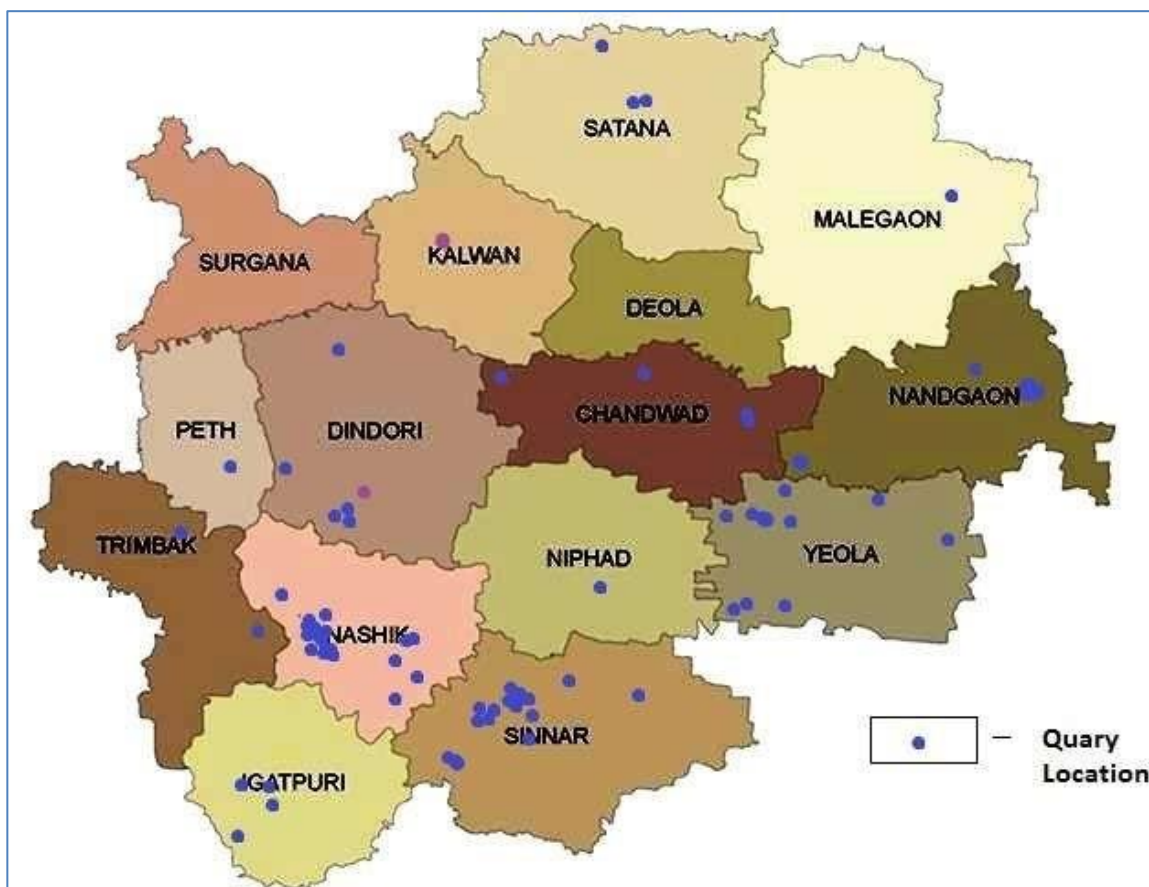 SATANA
MALEGAON
KALWAN
SURGANA
DEOLA
NANDGAON
CHANDWAD
PETH
DINDORI
TRIMBAK
NIPHAD
YEOLA
NASHIK
SINNAR
IGATPURI
– Quary
Location